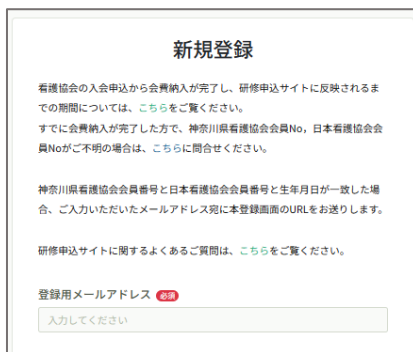 新規登録
看護協会の入会申込から会費納入が完了し、研修申込サイトに反映されるま
での期間については、こちらをご覧ください。
すでに会費納入が完了した方で、神奈川県看護協会会員No，日本看護協会会
員Noがご不明の場合は、こちらに問合せください。
神奈川県看護協会会員番号と日本看護協会会員番号と生年月日が一致した場
合、ご入力いただいたメールアドレス宛に本登録画面のURLをお送りします。
研修申込サイトに関するよくあるご質問は、こちらをご覧ください。
登録用メールアドレス 必須
入力してください